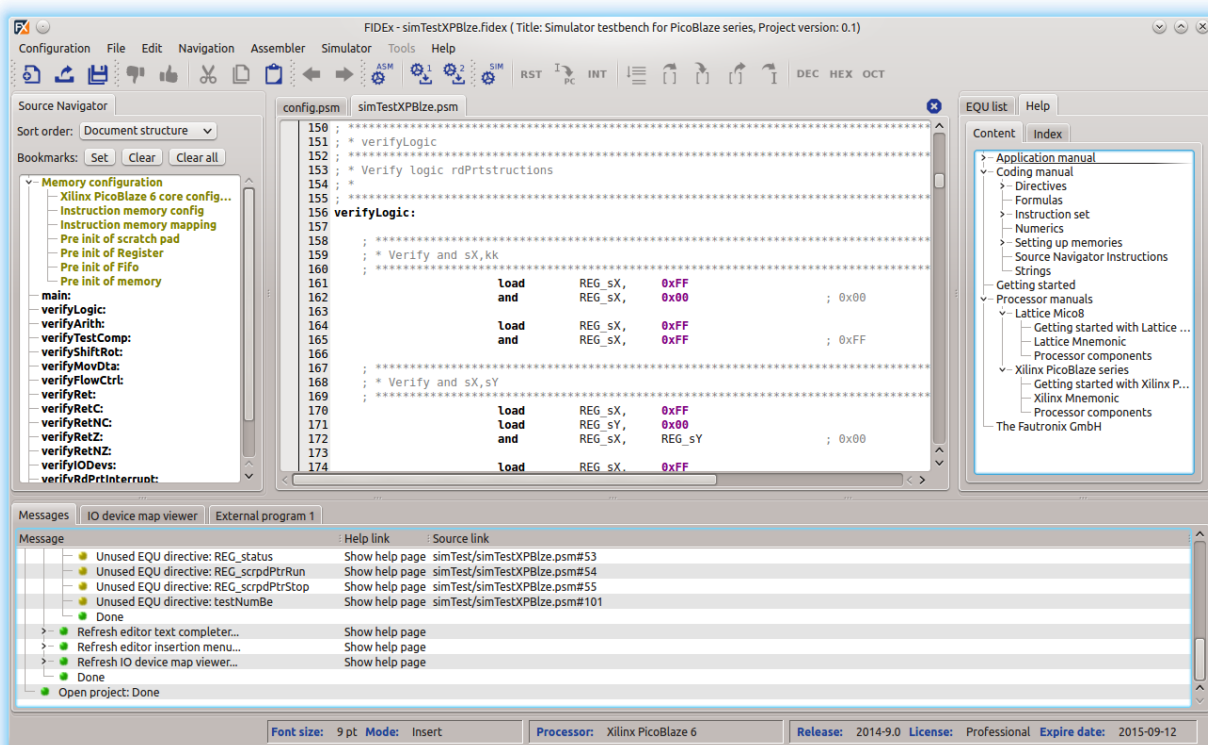 FIDEx - simTestXPBlze.fidex ( Title: Simulator testbench for PicoBlaze series, Project version: 0.1)
Configuration File Edit Navigation Assembler Simulator Tools Help
ASM 1 2 SIM RST I PC INT DEC HEX OCT
Source Navigator
Sort order: Document structure
Bookmarks: Set Clear Clear all
Memory configuration
Xilinx PicoBlaze 6 core config...
Instruction memory config
Instruction memory mapping
Pre init of scratch pad
Pre init of Register
Pre init of Fifo
Pre init of memory
main:
verifyLogic:
verifyArith:
verifyTestComp:
verifyShiftRot:
verifyMovDta:
verifyFlowCtrl:
verifyRet:
verifyRetC:
verifyRetNC:
verifyRetZ:
verifyRetNZ:
verifyIODevs:
verifyRdPrtInterrupt:
config.psm simTestXPBlze.psm
150 ; ******************************************************************************
151 ; * verifyLogic
152 ; ******************************************************************************
153 ; * Verify logic rdPrtstructions
154 ; *
155 ; ******************************************************************************
156 verifyLogic:
157
158 ; **************************************************************************
159 ; * Verify and sX,kk
160 ; **************************************************************************
161 load REG_sX, 0xFF
162 and REG_sX, 0x00 ; 0x00
163
164 load REG_sX, 0xFF
165 and REG_sX, 0xFF ; 0xFF
166
167 ; **************************************************************************
168 ; * Verify and sX,sY
169 ; **************************************************************************
170 load REG_sX, 0xFF
171 load REG_sY, 0x00
172 and REG_sX, REG_sY ; 0x00
173
174 load REG_sX, 0xFF
EQU list Help
Content Index
Application manual
Coding manual
Directives
Formulas
Instruction set
Numerics
Setting up memories
Source Navigator Instructions
Strings
Getting started
Processor manuals
Lattice Mico8
Getting started with Lattice ...
Lattice Mnemonic
Processor components
Xilinx PicoBlaze series
Getting started with Xilinx P...
Xilinx Mnemonic
Processor components
The Fautronix GmbH
Messages IO device map viewer External program 1
Message Help link Source link
Unused EQU directive: REG_status Show help page simTest/simTestXPBlze.psm#53
Unused EQU directive: REG_scrpdPtrRun Show help page simTest/simTestXPBlze.psm#54
Unused EQU directive: REG_scrpdPtrStop Show help page simTest/simTestXPBlze.psm#55
Unused EQU directive: testNumBe Show help page simTest/simTestXPBlze.psm#101
Done
Refresh editor text completer... Show help page
Refresh editor insertion menu... Show help page
Refresh IO device map viewer... Show help page
Done
Open project: Done
Font size: 9 pt Mode: Insert Processor: Xilinx PicoBlaze 6 Release: 2014-9.0 License: Professional Expire date: 2015-09-12